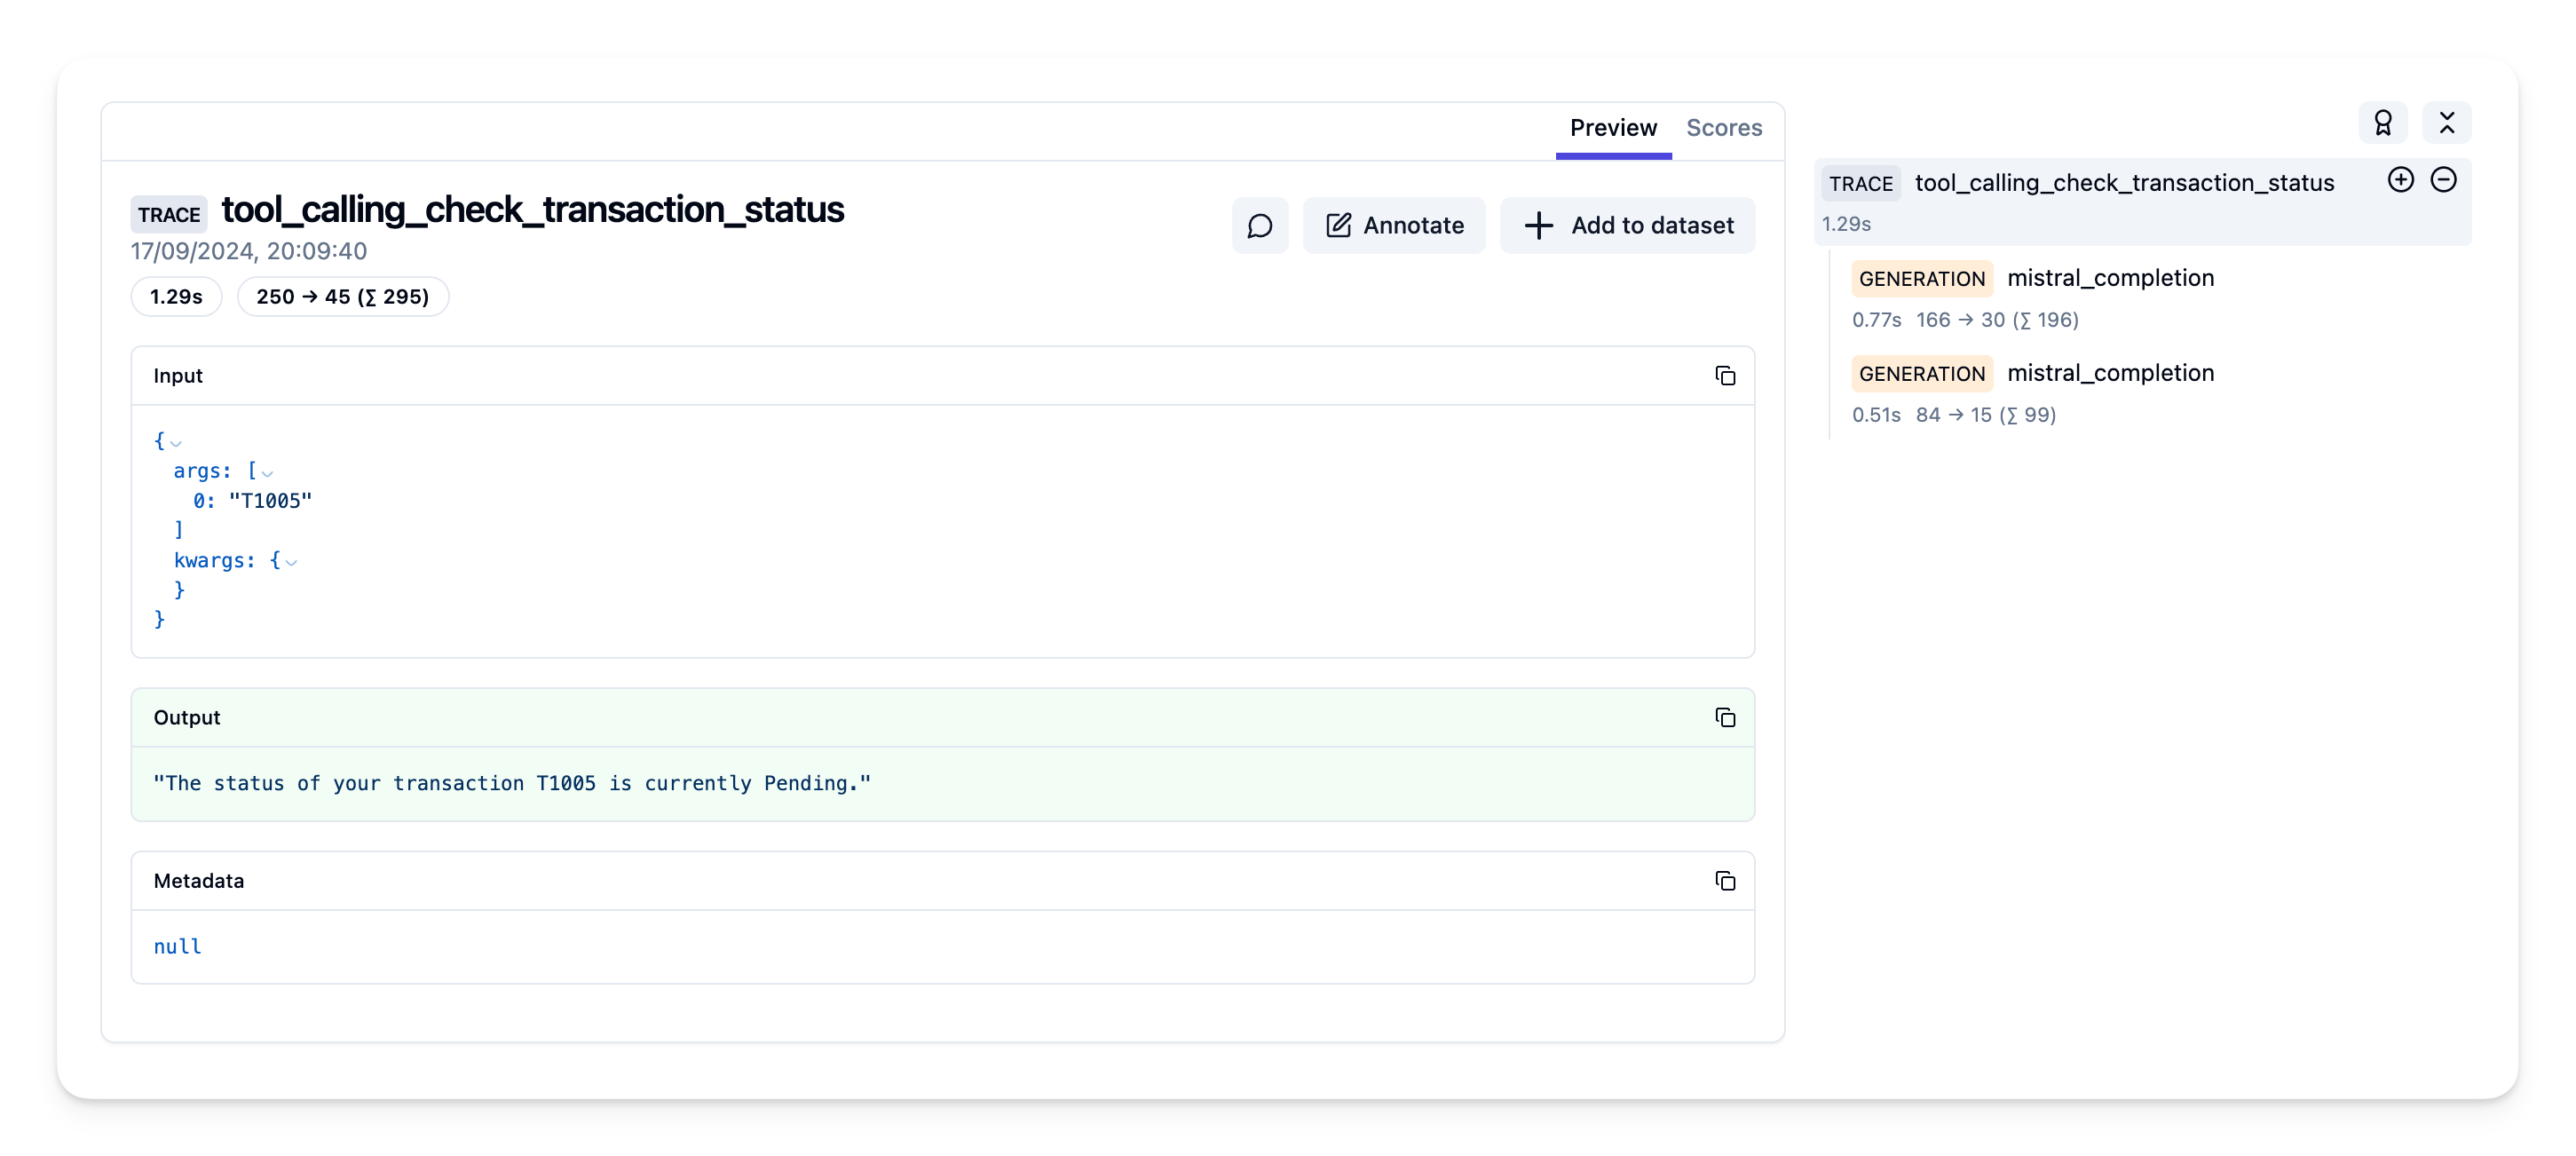 Preview Scores
TRACE tool_calling_check_transaction_status
17/09/2024, 20:09:40
Annotate
Add to dataset
1.29s 250 → 45 (∑ 295)
Input
{
args: [
0: "T1005"
]
kwargs: {
}
}
Output
"The status of your transaction T1005 is currently Pending."
Metadata
null
TRACE tool_calling_check_transaction_status
1.29s
GENERATION mistral_completion
0.77s 166 → 30 (∑ 196)
GENERATION mistral_completion
0.51s 84 → 15 (∑ 99)